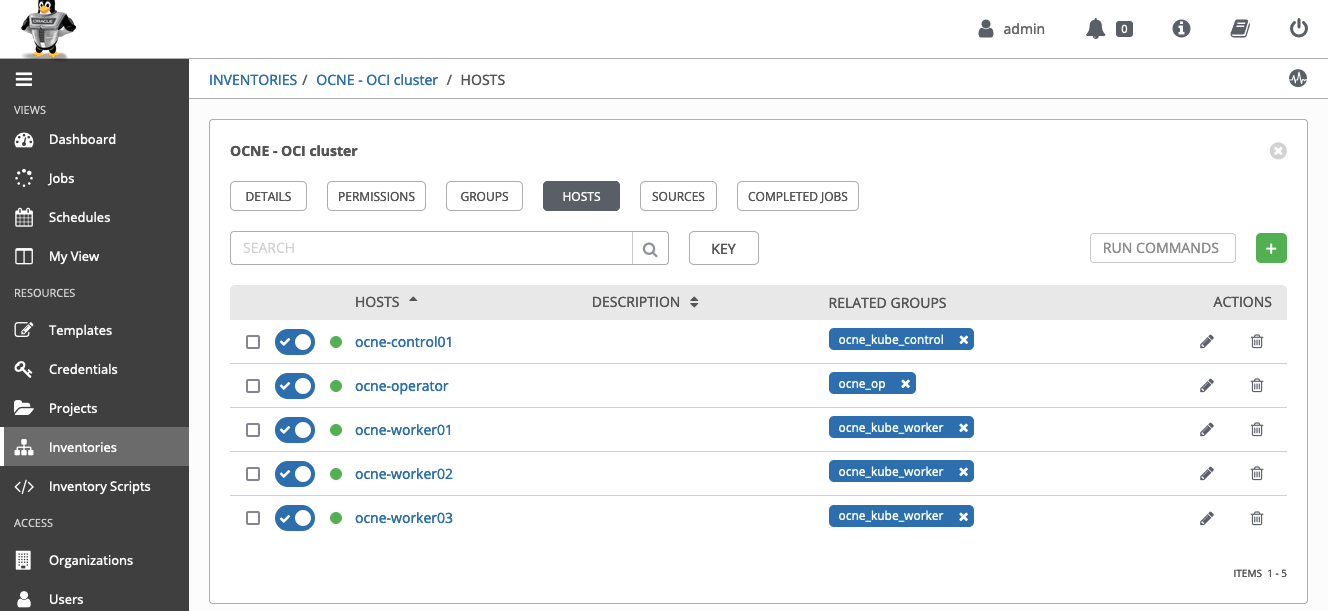 ORACLE
admin 0
INVENTORIES / OCNE - OCI cluster / HOSTS
VIEWS
Dashboard
Jobs
Schedules
My View
RESOURCES
Templates
Credentials
Projects
Inventories
Inventory Scripts
ACCESS
Organizations
Users
OCNE - OCI cluster
DETAILS PERMISSIONS GROUPS HOSTS SOURCES COMPLETED JOBS
SEARCH KEY RUN COMMANDS +
HOSTS DESCRIPTION RELATED GROUPS ACTIONS
ocne-control01 ocne_kube_control
ocne-operator ocne_op
ocne-worker01 ocne_kube_worker
ocne-worker02 ocne_kube_worker
ocne-worker03 ocne_kube_worker
ITEMS 1 - 5